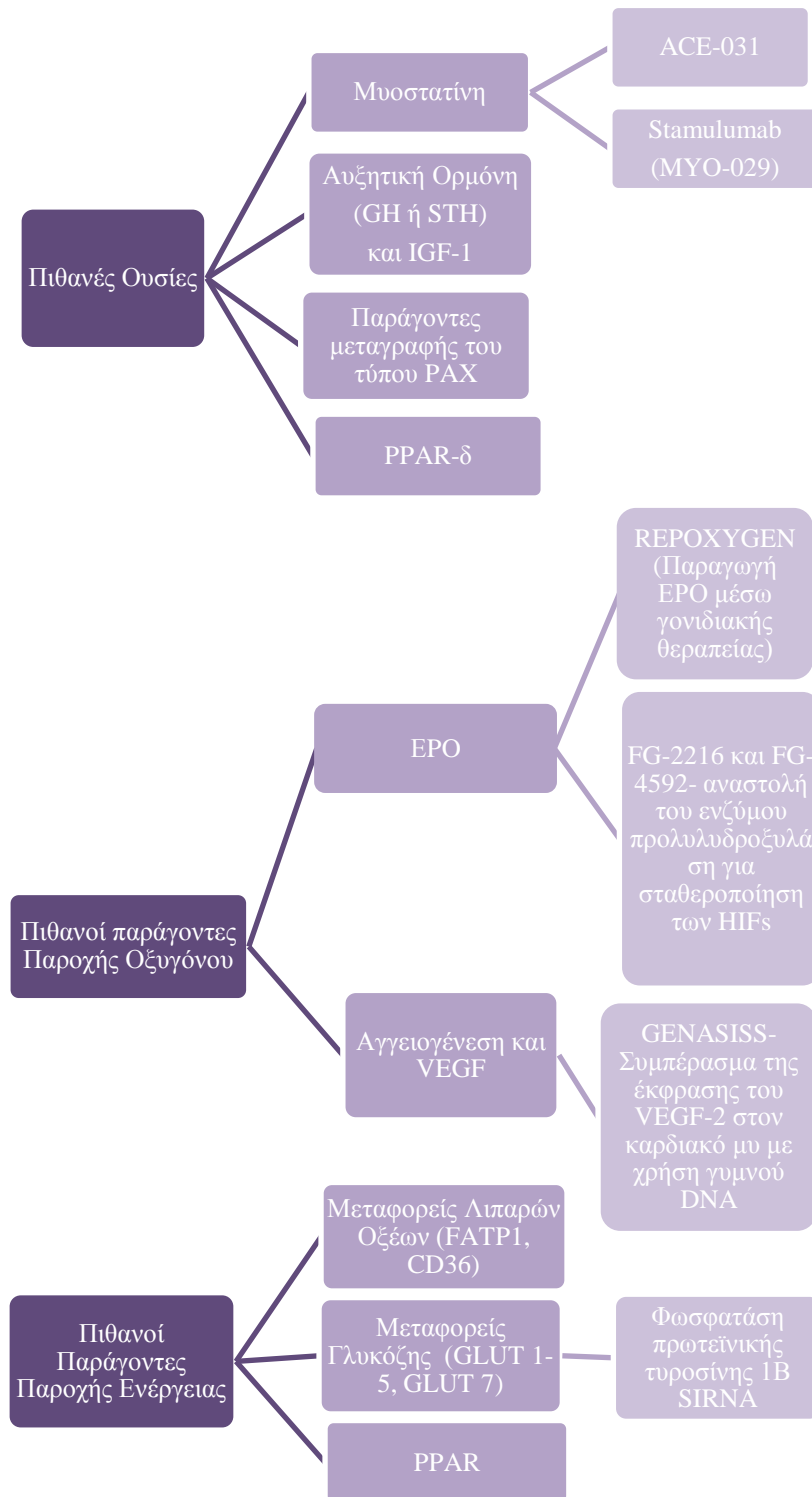 Πιθανές Ουσίες
Μυοστατίνη
ACE-031
Stamulumab
(MYO-029)
Αυξητική Ορμόνη
(GH ή STH)
και IGF-1
Παράγοντες
μεταγραφής του
τύπου PAX
PPAR-δ
Πιθανοί παράγοντες
Παροχής Οξυγόνου
EPO
REPOXYGEN
(Παραγωγή
EPO μέσω
γονιδιακής
θεραπείας)
FG-2216 και FG-
4592- αναστολή
του ενζύμου
προλυλυδροξυλά
ση για
σταθεροποίηση
των HIFs
Αγγειογένεση και
VEGF
GENASISS-
Συμπέρασμα της
έκφρασης του
VEGF-2 στον
καρδιακό μυ με
χρήση γυμνού
DNA
Πιθανοί
Παράγοντες
Παροχής Ενέργειας
Μεταφορείς Λιπαρών
Οξέων (FATP1,
CD36)
Μεταφορείς
Γλυκόζης (GLUT 1-
5, GLUT 7)
Φωσφατάση
πρωτεϊνικής
τυροσίνης 1B
SIRNA
PPAR